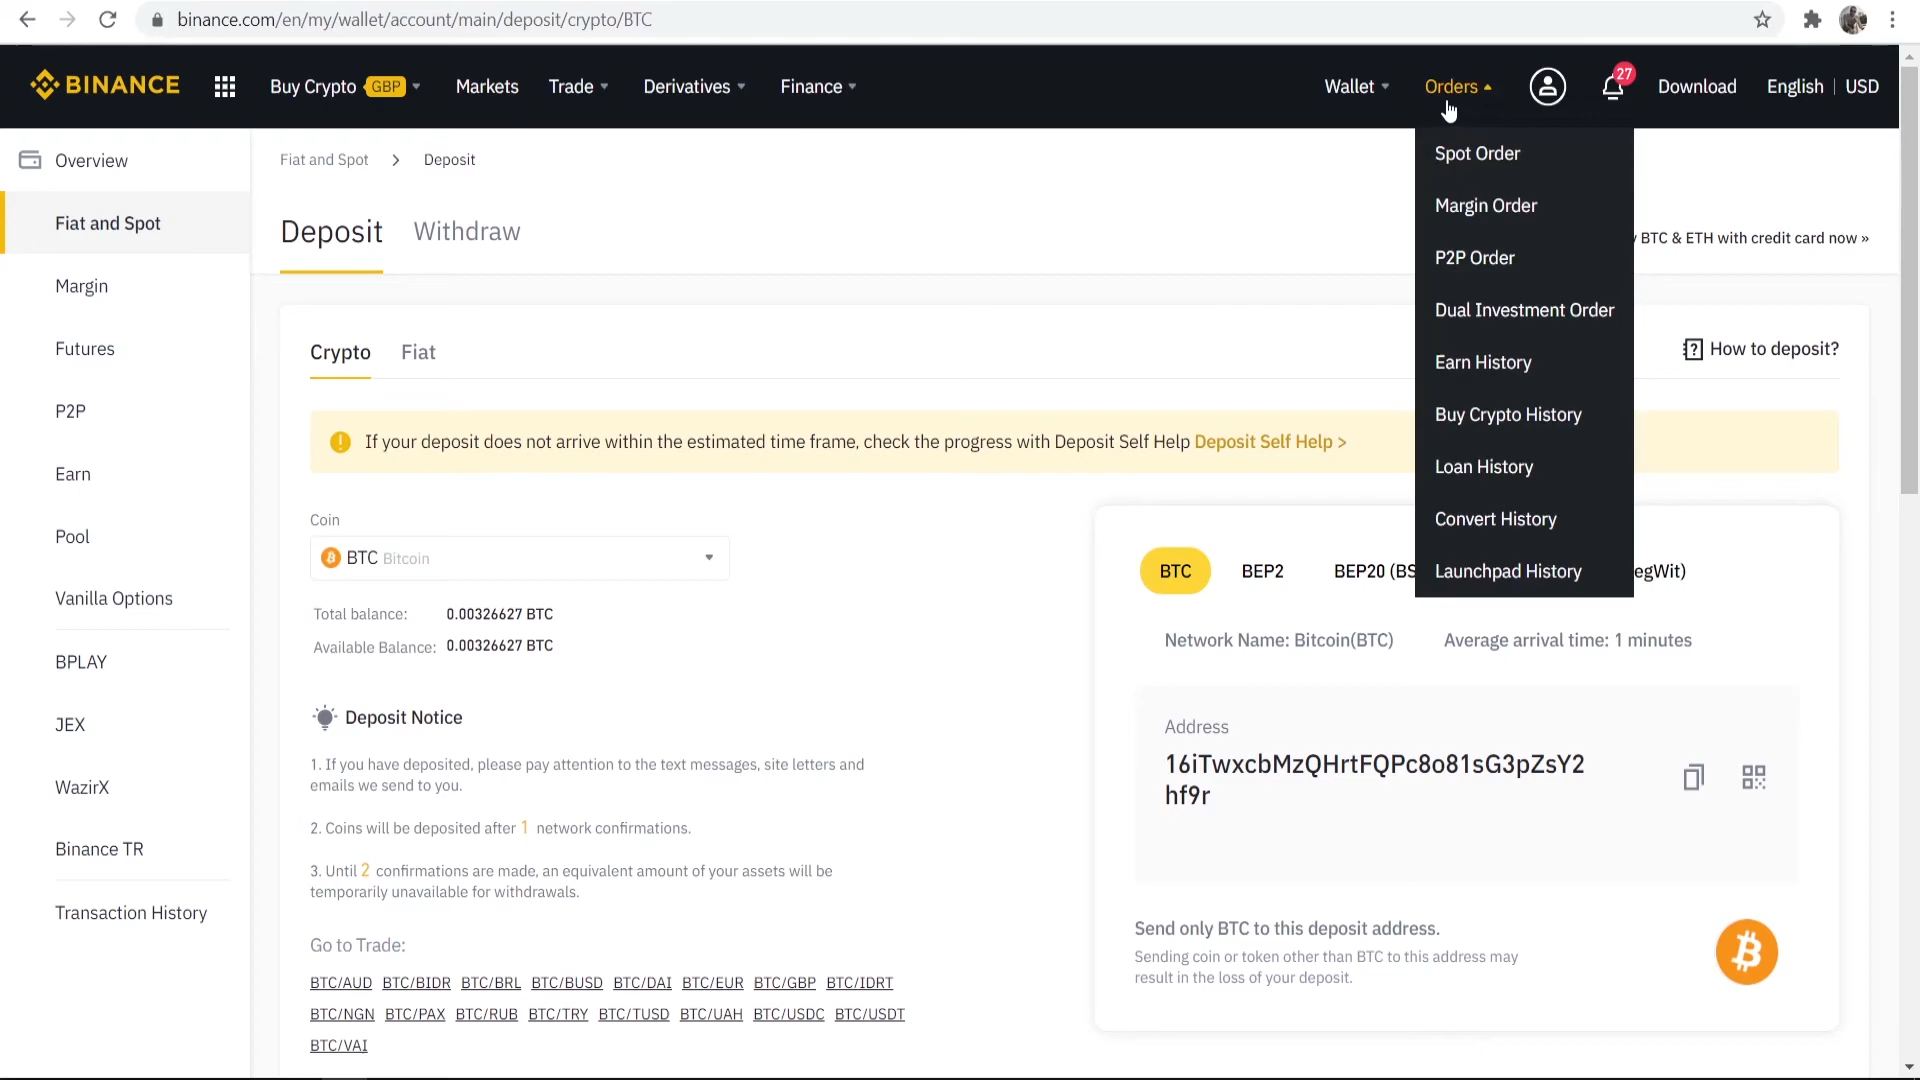 binance.com/en/my/wallet/account/main/deposit/crypto/BTC
BINANCE
Buy Crypto GBP
Markets
Trade
Derivatives
Finance
Wallet
Orders
27
Download
English
USD
Overview
Fiat and Spot
Margin
Futures
P2P
Earn
Pool
Vanilla Options
BPLAY
JEX
WazirX
Binance TR
Transaction History
Fiat and Spot > Deposit
Deposit
Withdraw
BTC & ETH with credit card now »
Spot Order
Margin Order
P2P Order
Dual Investment Order
Earn History
Buy Crypto History
Loan History
Convert History
Launchpad History
Crypto
Fiat
How to deposit?
If your deposit does not arrive within the estimated time frame, check the progress with Deposit Self Help Deposit Self Help >
Coin
BTC Bitcoin
Total balance: 0.00326627 BTC
Available Balance: 0.00326627 BTC
Deposit Notice
1. If you have deposited, please pay attention to the text messages, site letters and
emails we send to you.
2. Coins will be deposited after 1 network confirmations.
3. Until 2 confirmations are made, an equivalent amount of your assets will be
temporarily unavailable for withdrawals.
Go to Trade:
BTC/AUD BTC/BIDR BTC/BRL BTC/BUSD BTC/DAI BTC/EUR BTC/GBP BTC/IDRT
BTC/NGN BTC/PAX BTC/RUB BTC/TRY BTC/TUSD BTC/UAH BTC/USDC BTC/USDT
BTC/VAI
BTC
BEP2
BEP20 (BS
egWit)
Network Name: Bitcoin(BTC)
Average arrival time: 1 minutes
Address
16iTwxcbMzQHrtFQPc8o81sG3pZsY2
hf9r
Send only BTC to this deposit address.
Sending coin or token other than BTC to this address may
result in the loss of your deposit.